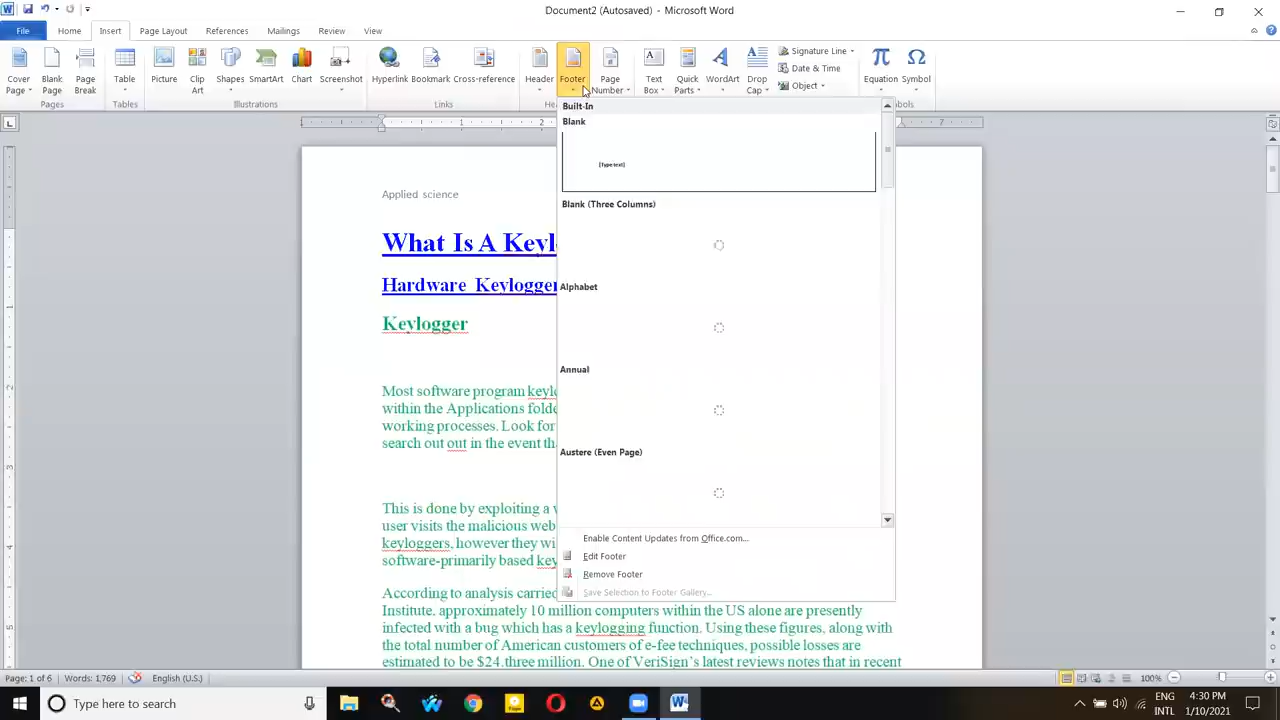 Document2 (Autosaved) - Microsoft Word
File Home Insert Page Layout References Mailings Review View
Cover Page
Blank Page
Page Break
Table
Picture
Clip Art
Shapes
SmartArt
Chart
Screenshot
Hyperlink
Bookmark
Cross-reference
Header
Footer
Page Number
Text Box
Quick Parts
WordArt
Drop Cap
Signature Line
Date & Time
Object
Equation
Symbol
Pages
Tables
Illustrations
Links
Built-In
Blank
[Type text]
Blank (Three Columns)
Alphabet
Annual
Austere (Even Page)
Enable Content Updates from Office.com...
Edit Footer
Remove Footer
Save Selection to Footer Gallery...
1 1 2 7
1
2
3
Applied science
What Is A
Hardware
Keylogger
Most software program
within the Applications
working processes. Look for
search out out in the event
This is done by exploiting a
user visits the malicious
keyloggers, however they
software-primarily based
According to analysis
Institute, approximately 10 million computers within the US alone are presently
infected with a bug which has a keylogging function. Using these figures, along with
the total number of American customers of e-fee techniques, possible losses are
estimated to be $24.three million. One of VeriSign's latest reviews notes that in recent
Page: 1 of 6 Words: 1,769 English (U.S.) 100%
Type here to search
ENG
INTL
4:30 PM
1/10/2021